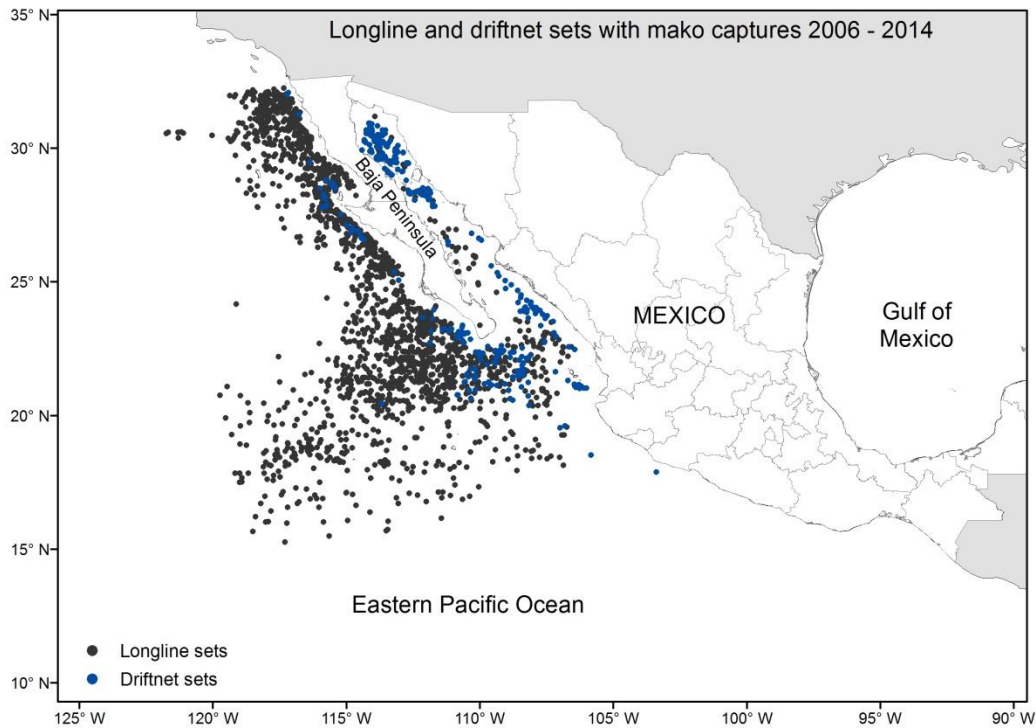 Longline and driftnet sets with mako captures 2006 - 2014
35° N
30° N
25° N
20° N
15° N
10° N
Baja Peninsula
MEXICO
Gulf of
Mexico
Eastern Pacific Ocean
Longline sets
Driftnet sets
125° W
120° W
115° W
110° W
105° W
100° W
95° W
90° W